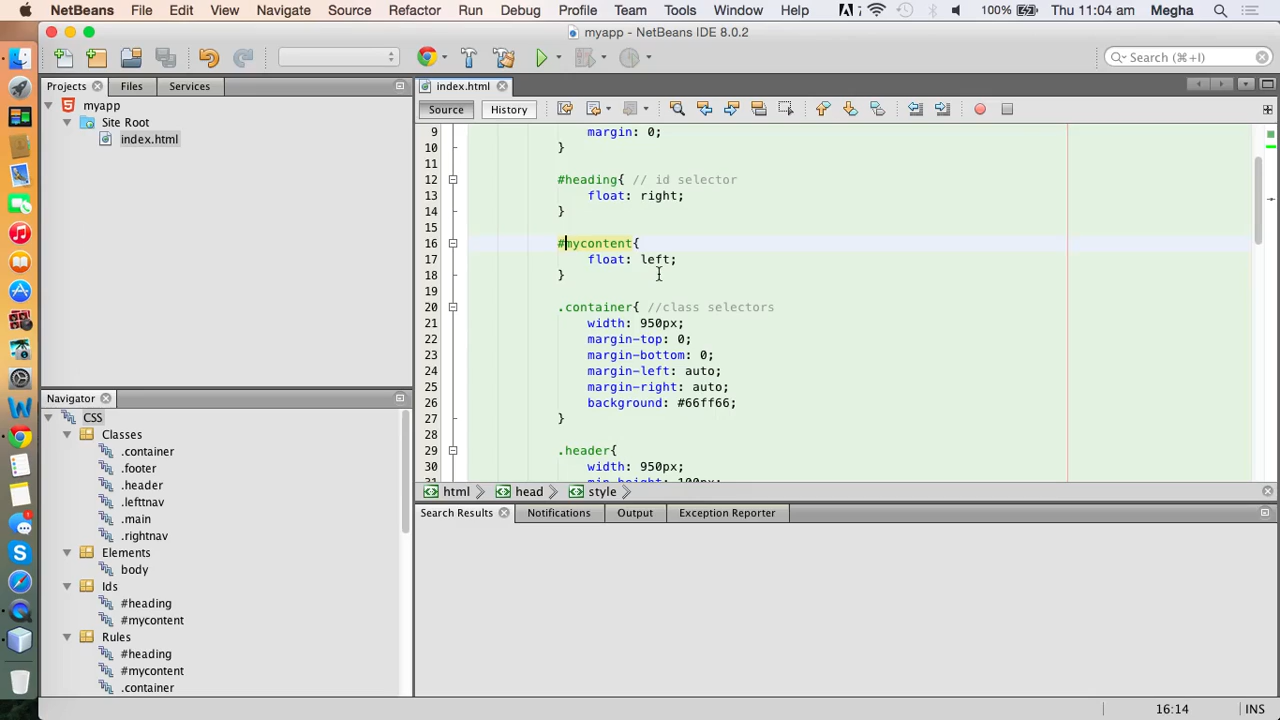 NetBeans File Edit View Navigate Source Refactor Run Debug Profile Team Tools Window Help 4 100% Thu 11:04 am Megha
myapp - NetBeans IDE 8.0.2
Search (⌘+I)
Projects Files Services
index.html
myapp
Source History
Site Root
index.html
9 margin: 0;
10 }
11
12 #heading{ // id selector
13 float: right;
14 }
15
16 #mycontent{
17 float: left;
18 }
19
20 .container{ //class selectors
21 width: 950px;
22 margin-top: 0;
23 margin-bottom: 0;
24 margin-left: auto;
25 margin-right: auto;
26 background: #66ff66;
27 }
28
29 .header{
30 width: 950px;
31 min-height: 100px;
html head style
Navigator
CSS
Classes
.container
.footer
.header
.leftnav
.main
.rightnav
Elements
body
Ids
#heading
#mycontent
Rules
#heading
#mycontent
.container
Search Results Notifications Output Exception Reporter
16:14 INS